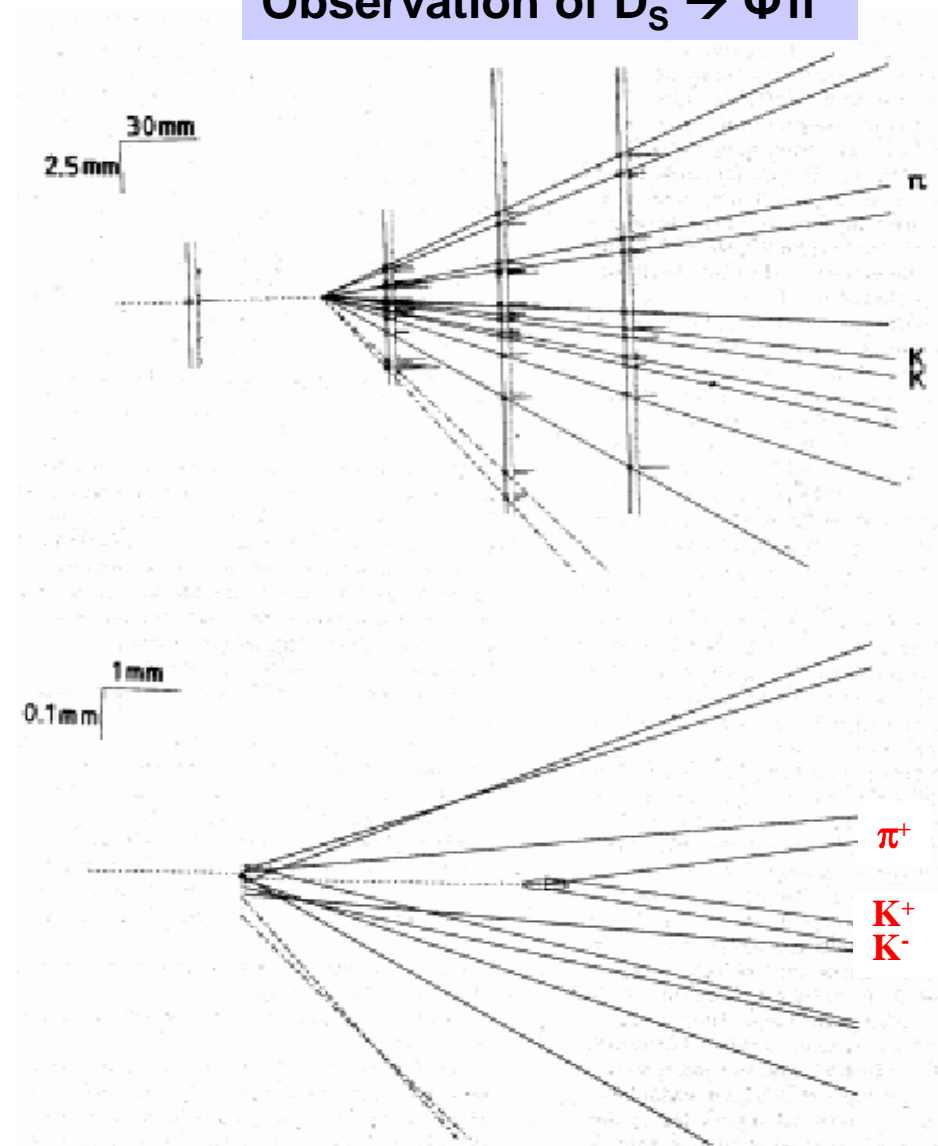 Observation of DS → Φπ
30mm
2.5mm
π
K
K
1mm
0.1mm
π+
K+
K-